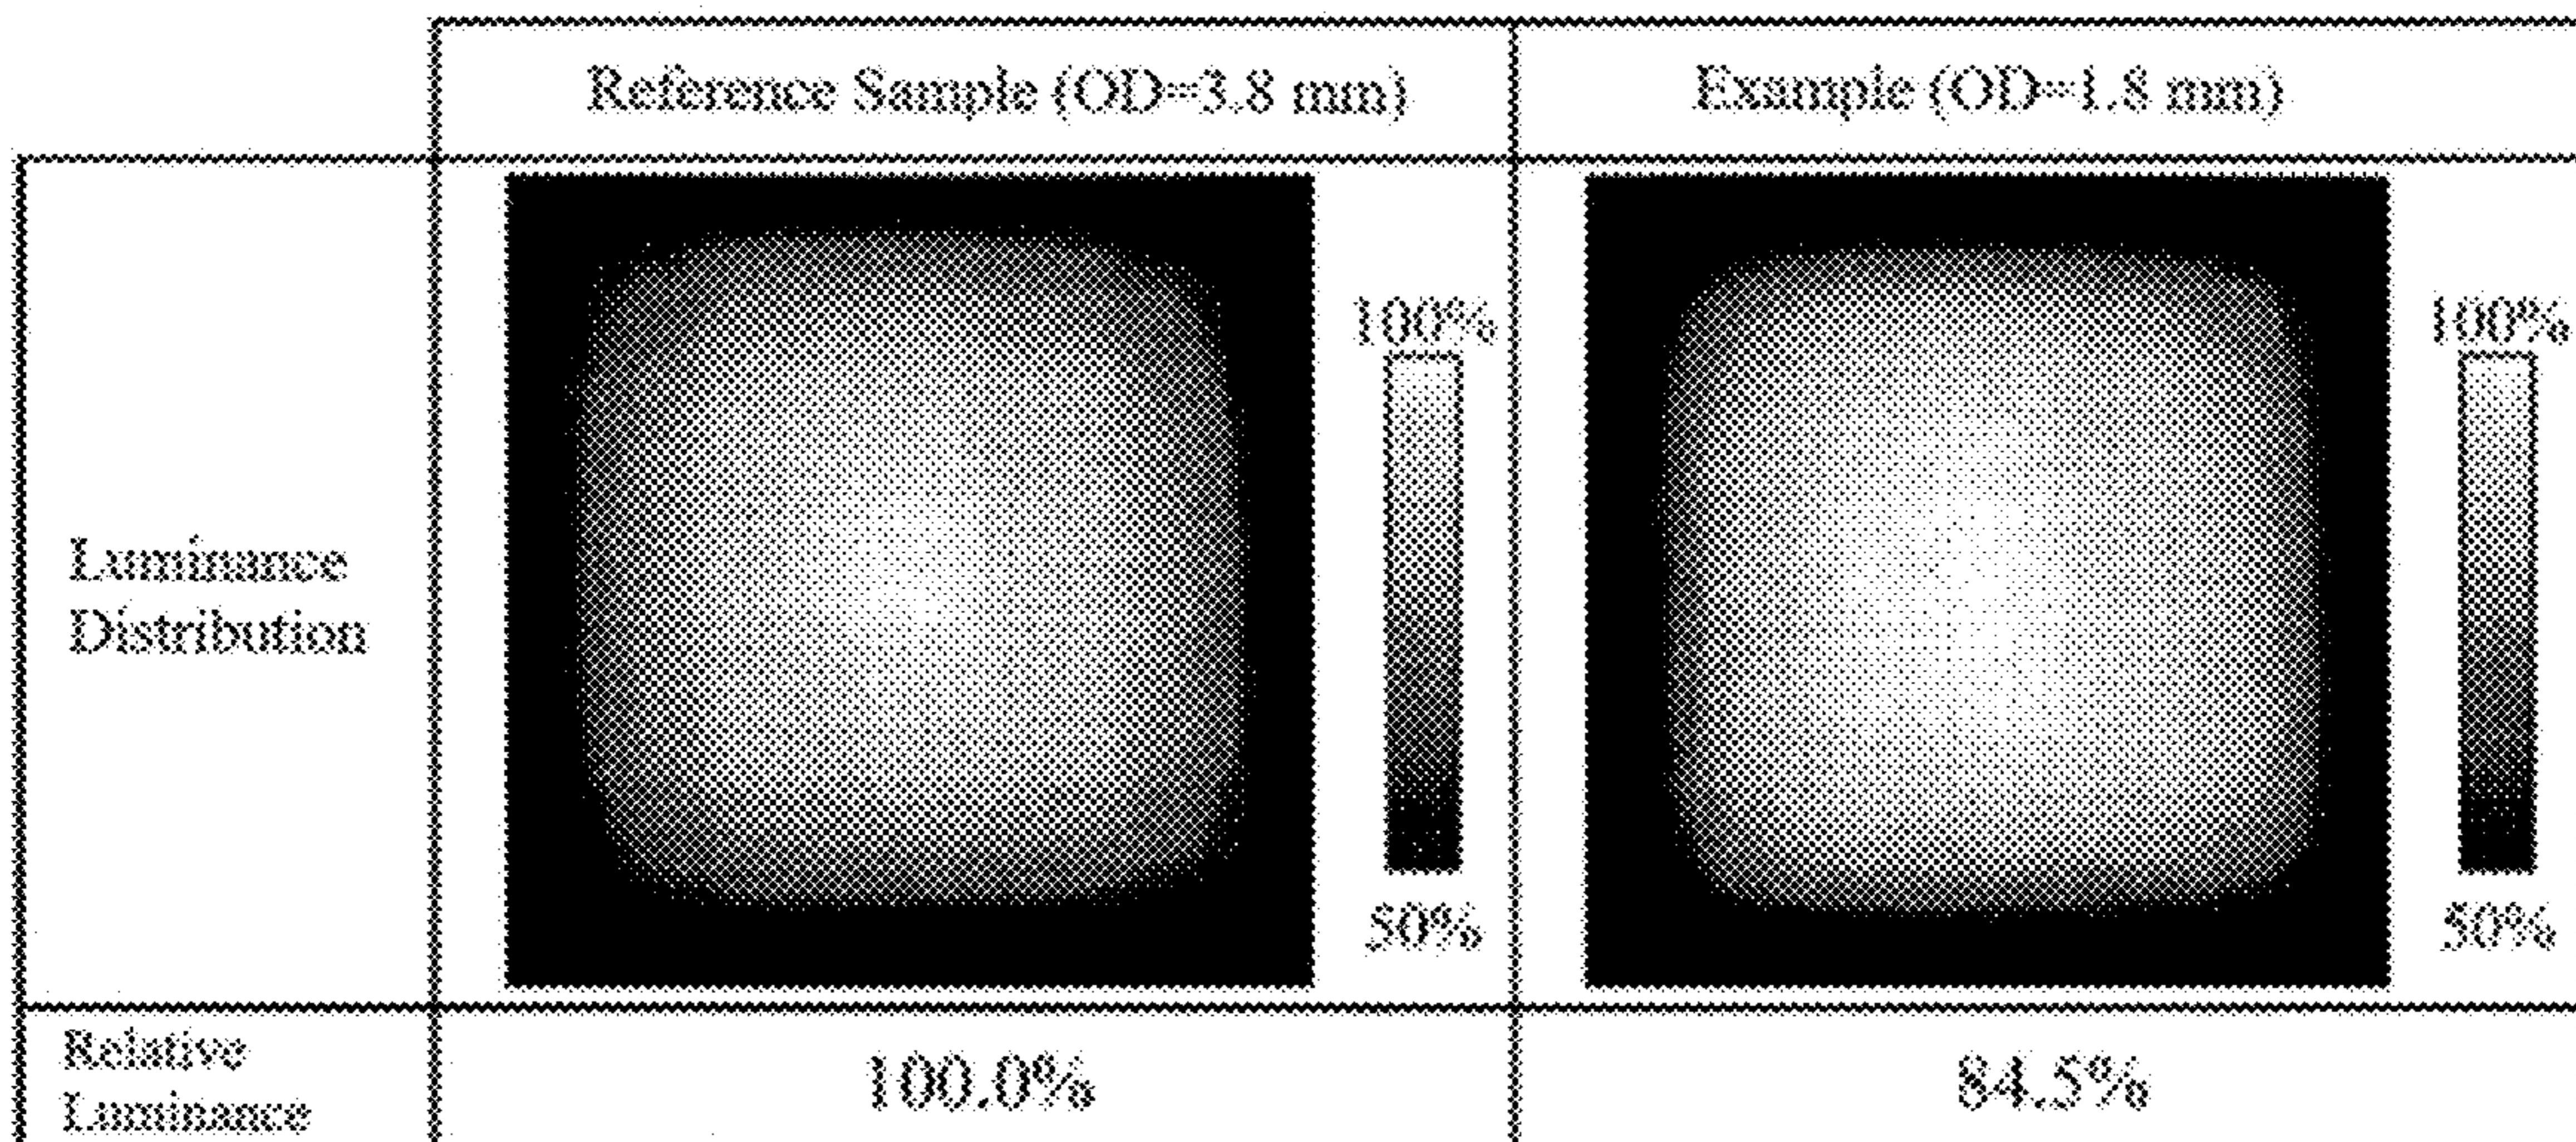 Reference Sample (OD=3.8 mm)
Example (OD=1.8 mm)
Luminance
Distribution
100%
50%
100%
50%
Relative
Luminance
100.0%
84.5%